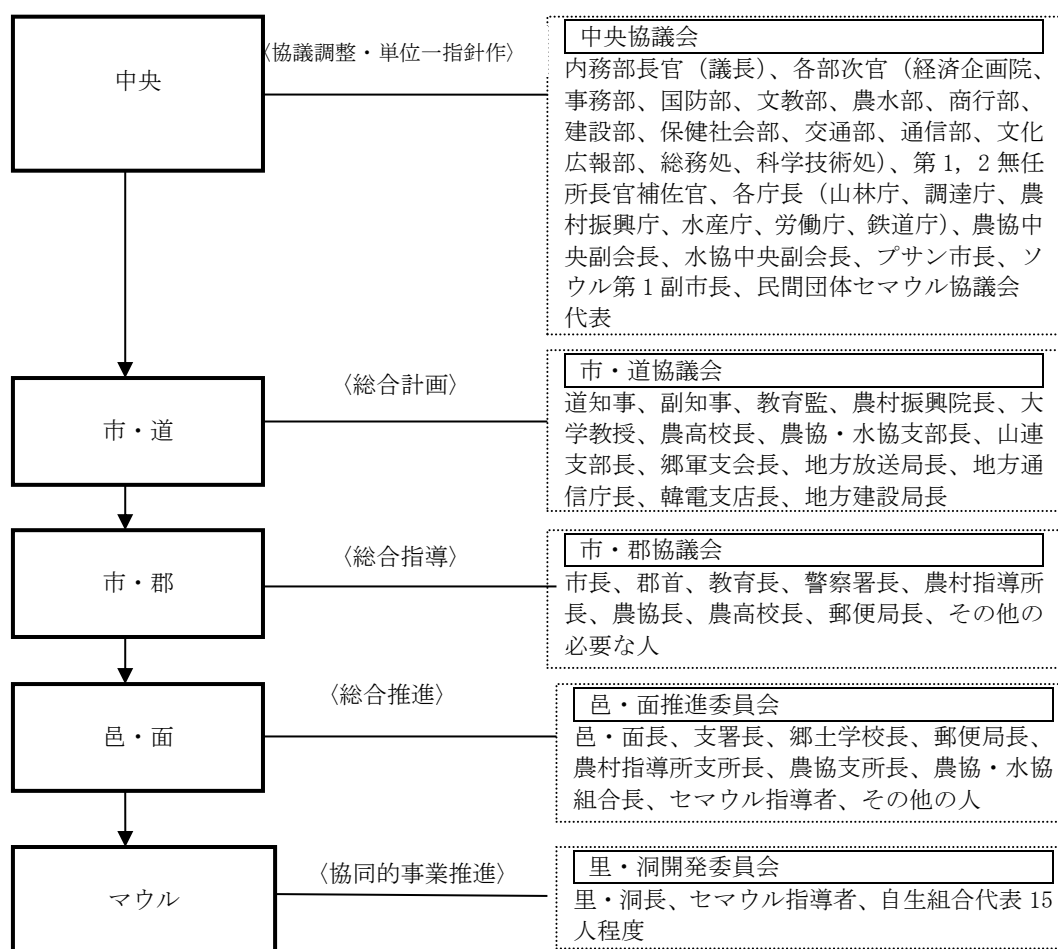 中央
〈協議調整・単位一指針作〉
中央協議会
内務部長官（議長）、各部次官（経済企画院、
事務部、国防部、文教部、農水部、商行部、
建設部、保健社会部、交通部、通信部、文化
広報部、総務処、科学技術処）、第1，2無任
所長官補佐官、各庁長（山林庁、調達庁、農
村振興庁、水産庁、労働庁、鉄道庁）、農協中
央副会長、水協中央副会長、プサン市長、ソ
ウル第1副市長、民間団体セマウル協議会
代表
市・道
〈総合計画〉
市・道協議会
道知事、副知事、教育監、農村振興院長、大
学教授、農高校長、農協・水協支部長、山連
支部長、郷軍支会長、地方放送局長、地方通
信庁長、韓電支店長、地方建設局長
市・郡
〈総合指導〉
市・郡協議会
市長、郡首、教育長、警察署長、農村指導所
長、農協長、農高校長、郵便局長、その他の
必要な人
邑・面
〈総合推進〉
邑・面推進委員会
邑・面長、支署長、郷土学校長、郵便局長、
農村指導所支所長、農協支所長、農協・水協
組合長、セマウル指導者、その他の人
マウル
〈協同的事業推進〉
里・洞開発委員会
里・洞長、セマウル指導者、自生組合代表15
人程度